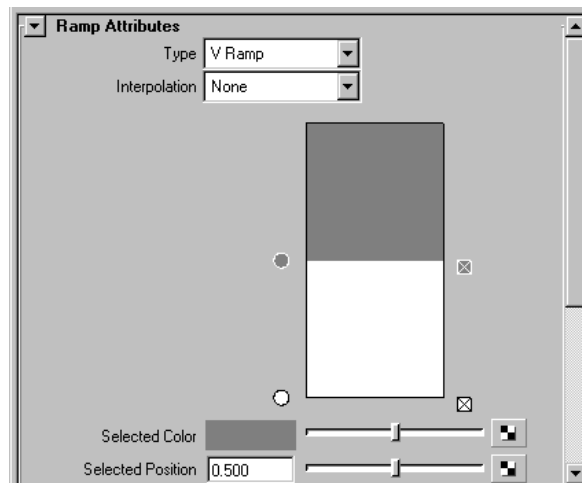 Ramp Attributes
Type V Ramp
Interpolation None
Selected Color
Selected Position 0.500